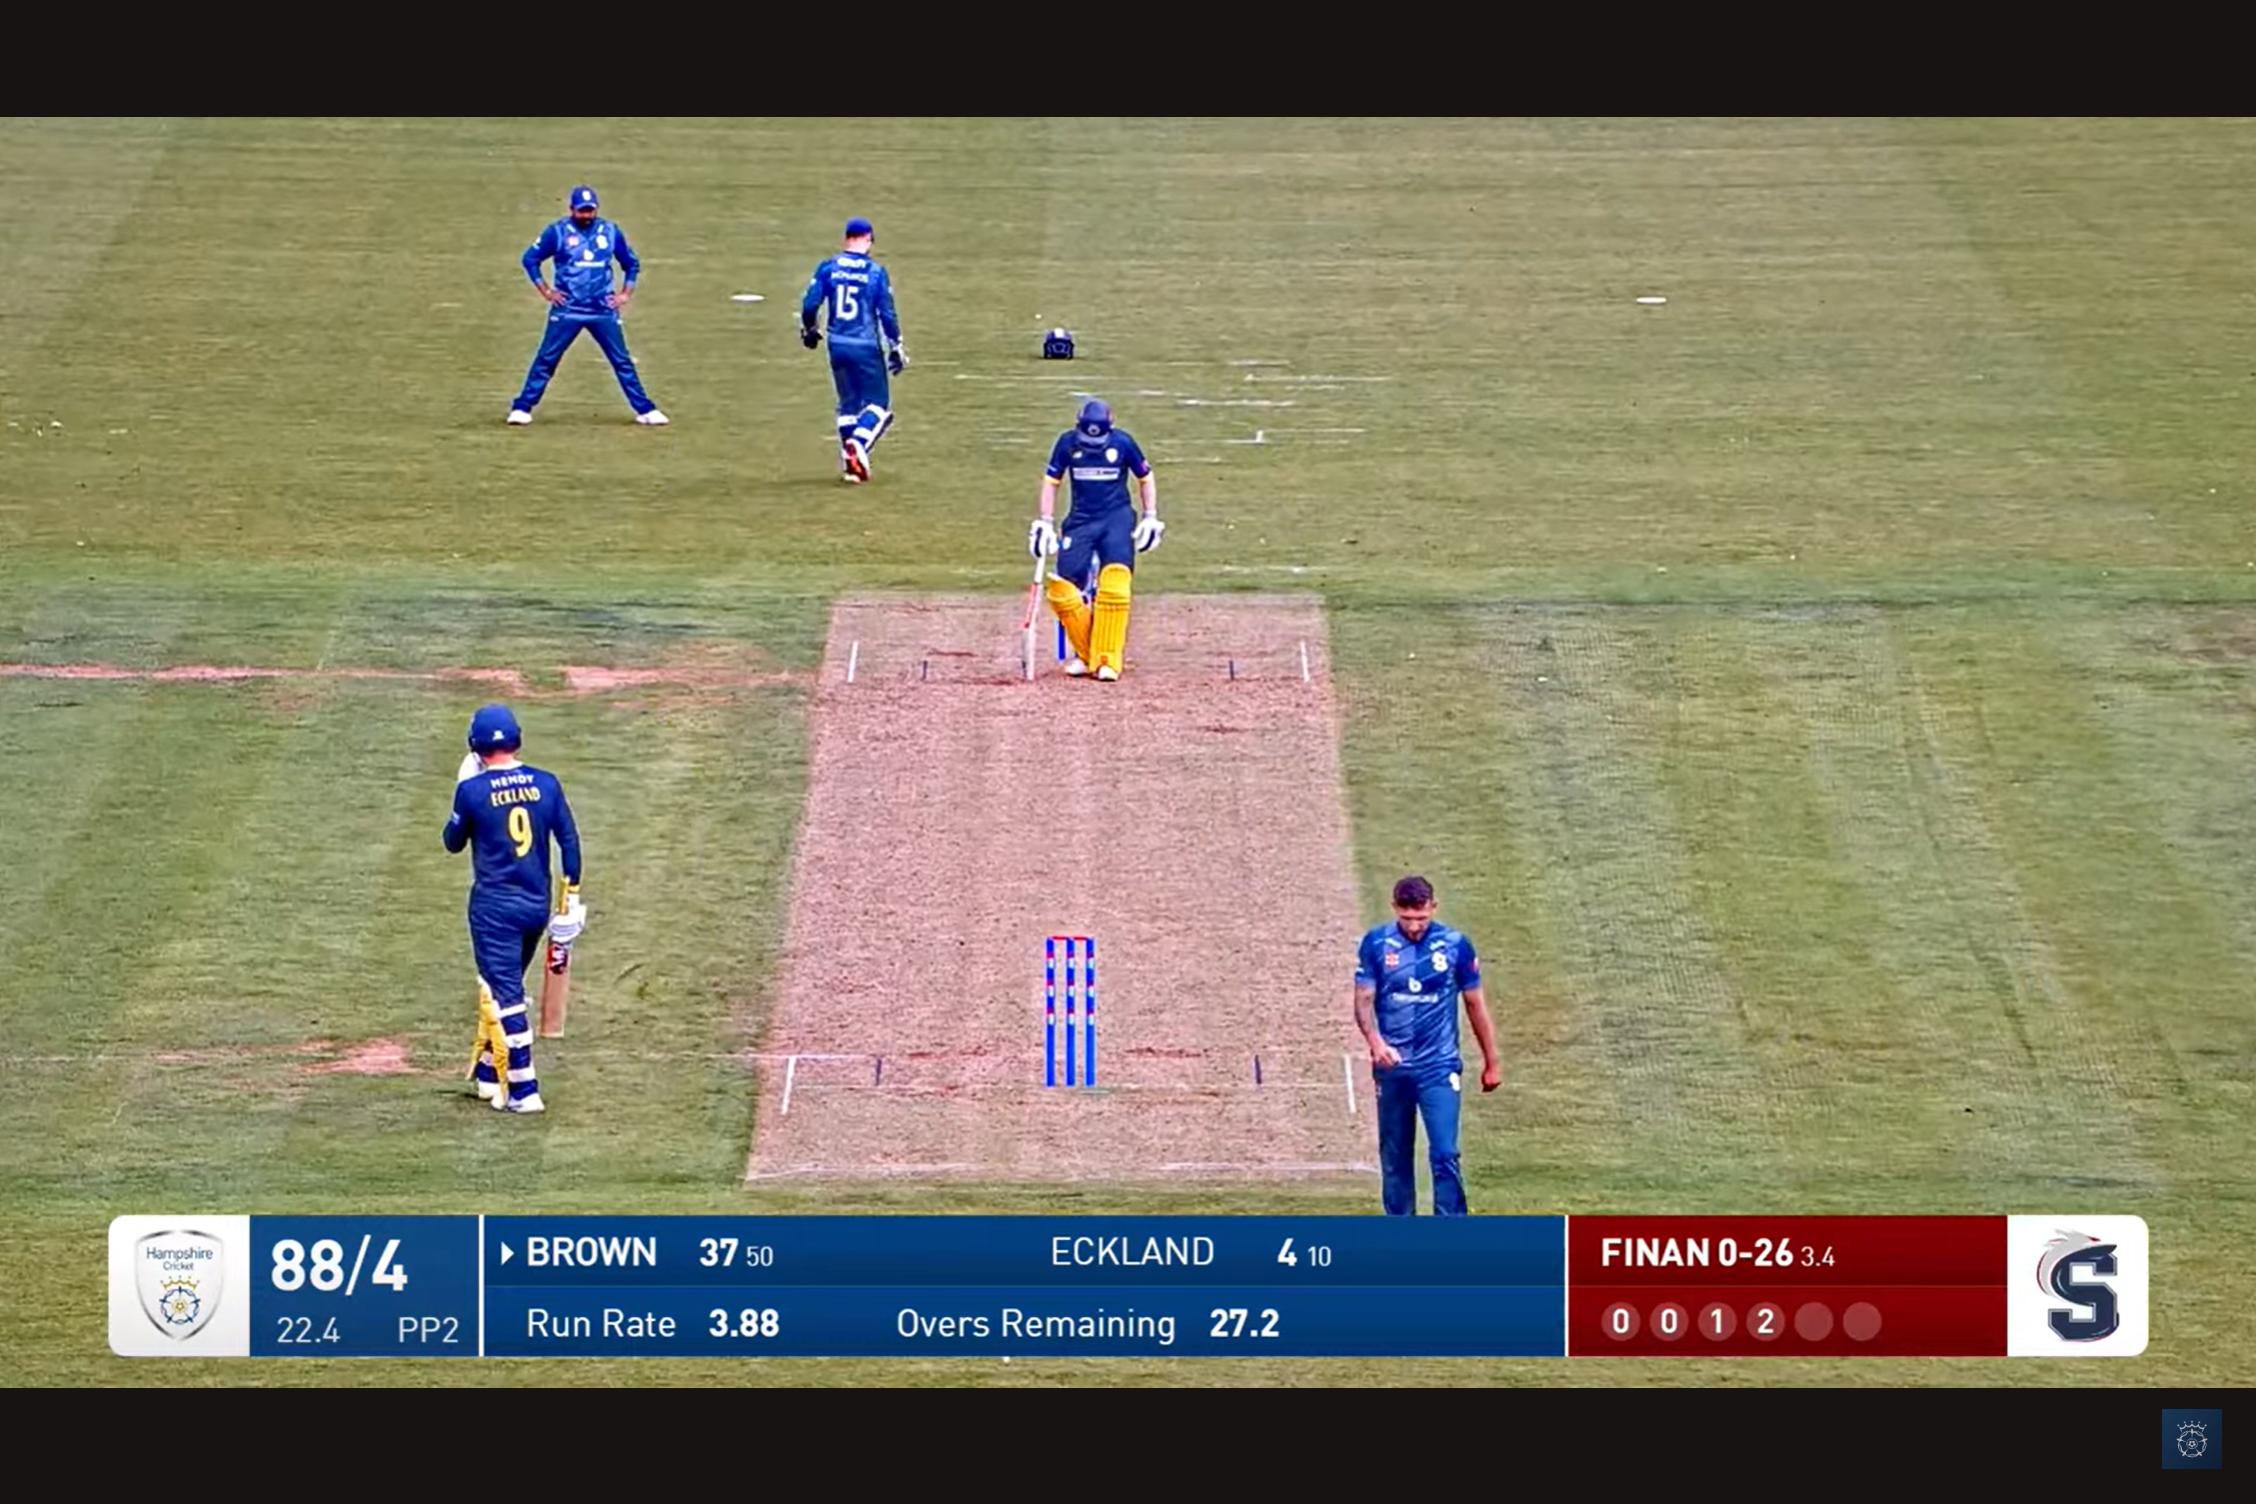 15
HENDY
ECKLAND
9
Hampshire
Cricket
88/4
22.4 PP2
BROWN 37 50 ECKLAND 4 10
Run Rate 3.88 Overs Remaining 27.2
FINAN 0-26 3.4
0 0 1 2
S